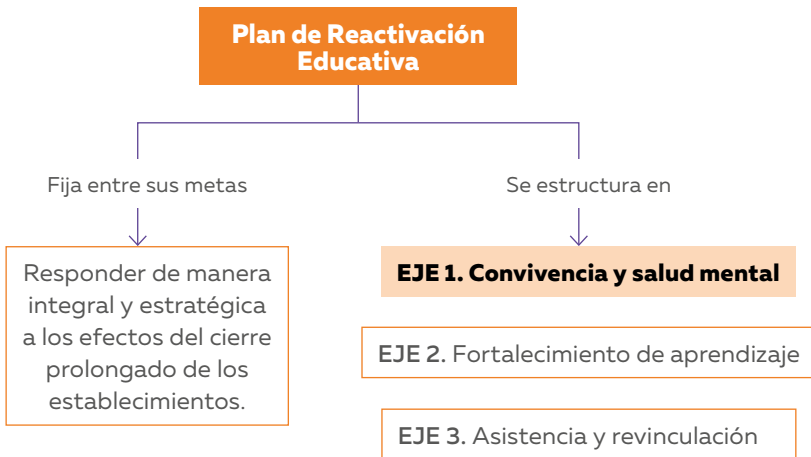 Plan de Reactivación
Educativa
Fija entre sus metas
Responder de manera
integral y estratégica
a los efectos del cierre
prolongado de los
establecimientos.
Se estructura en
EJE 1. Convivencia y salud mental
EJE 2. Fortalecimiento de aprendizaje
EJE 3. Asistencia y revinculación